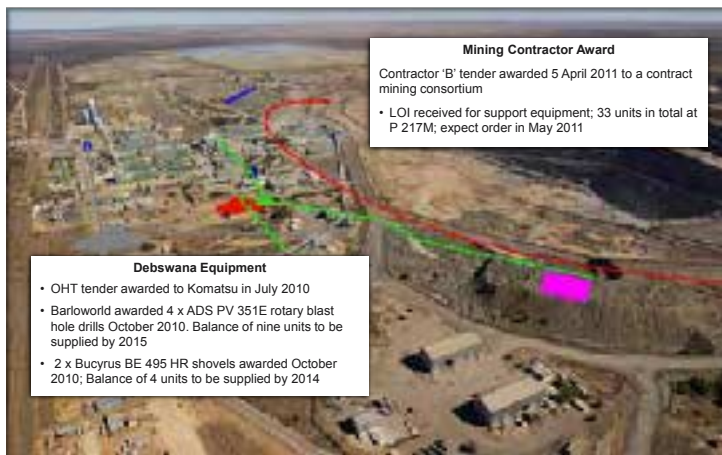 Mining Contractor Award
Contractor ‘B’ tender awarded 5 April 2011 to a contract
mining consortium
• LOI received for support equipment; 33 units in total at
P 217M; expect order in May 2011
Debswana Equipment
• OHT tender awarded to Komatsu in July 2010
• Barloworld awarded 4 x ADS PV 351E rotary blast
hole drills October 2010. Balance of nine units to be
supplied by 2015
• 2 x Bucyrus BE 495 HR shovels awarded October
2010; Balance of 4 units to be supplied by 2014